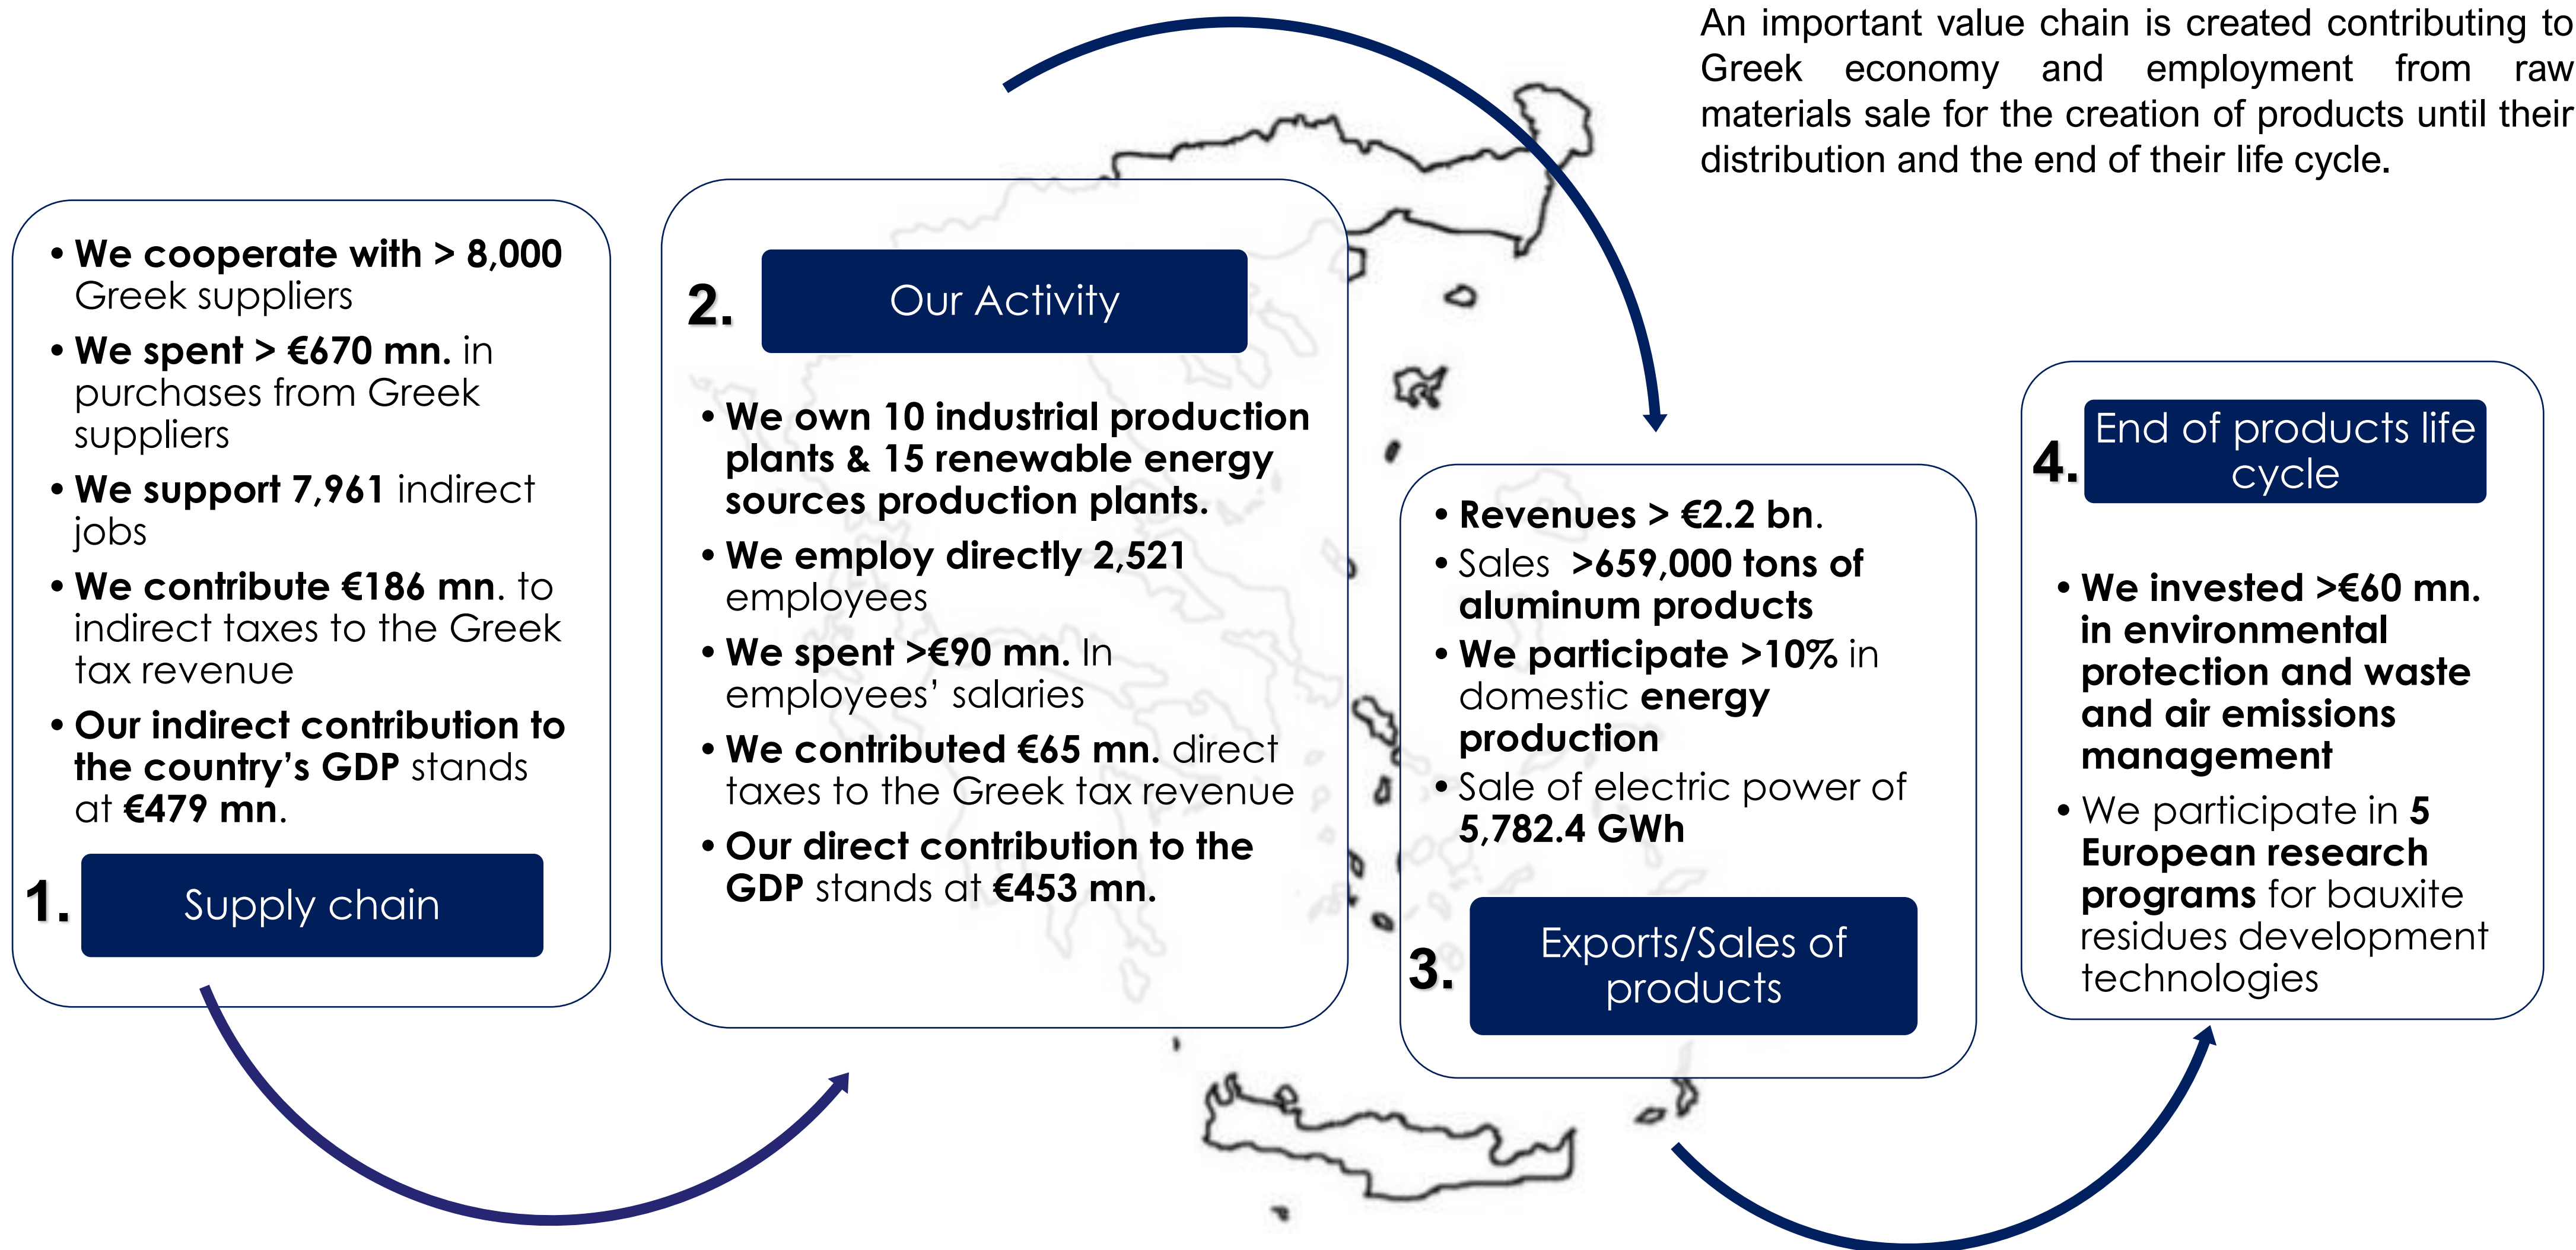 An important value chain is created contributing to
Greek economy and employment from raw
materials sale for the creation of products until their
distribution and the end of their life cycle.
• We cooperate with > 8,000
Greek suppliers
• We spent > €670 mn. in
purchases from Greek
suppliers
• We support 7,961 indirect
jobs
• We contribute €186 mn. to
indirect taxes to the Greek
tax revenue
• Our indirect contribution to
the country’s GDP stands
at €479 mn.
1. Supply chain
2. Our Activity
• We own 10 industrial production
plants & 15 renewable energy
sources production plants.
• We employ directly 2,521
employees
• We spent >€90 mn. In
employees’ salaries
• We contributed €65 mn. direct
taxes to the Greek tax revenue
• Our direct contribution to the
GDP stands at €453 mn.
• Revenues > €2.2 bn.
• Sales >659,000 tons of
aluminum products
• We participate >10% in
domestic energy
production
• Sale of electric power of
5,782.4 GWh
3. Exports/Sales of
products
4. End of products life
cycle
• We invested >€60 mn.
in environmental
protection and waste
and air emissions
management
• We participate in 5
European research
programs for bauxite
residues development
technologies